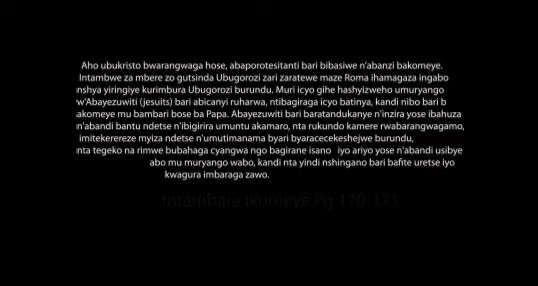 Aho ubukristo bwarangwaga hose, abaporotesitanti bari bibasiwe n'abanzi bakomeye.
Intambwe za mbere zo gutsinda Ubugorozi zari zaratewe maze Roma ihamagaza ingabo
nshya yiringiye kurimbura Ubugorozi burundu. Muri icyo gihe hashyizweho umuryango
w'Abayezuwiti (jesuits) bari abicanyi ruharwa, ntibagiraga icyo batinya, kandi nibo bari b
akomeye mu bambari bose ba Papa. Abayezuwiti bari barataandukanye n'inzira yose ibahuza
n'abandi bantu ndetse n'ibigirira umuntu akamaro, nta rukundo kamere rwabarangwagamo,
imitekerereze myiza ndetse n'umutimanama byari byaracecekeshejwe burundu,
nta tegeko na rimwe bubahaga cyangwa ngo bagirane isano iyo ariyo yose n'abandi usibye
abo mu muryango wabo, kandi nta yindi nshingano bari bafite uretse iyo
kwagura imbaraga zawo.
Intambara Ikomeye,Pg 170-171